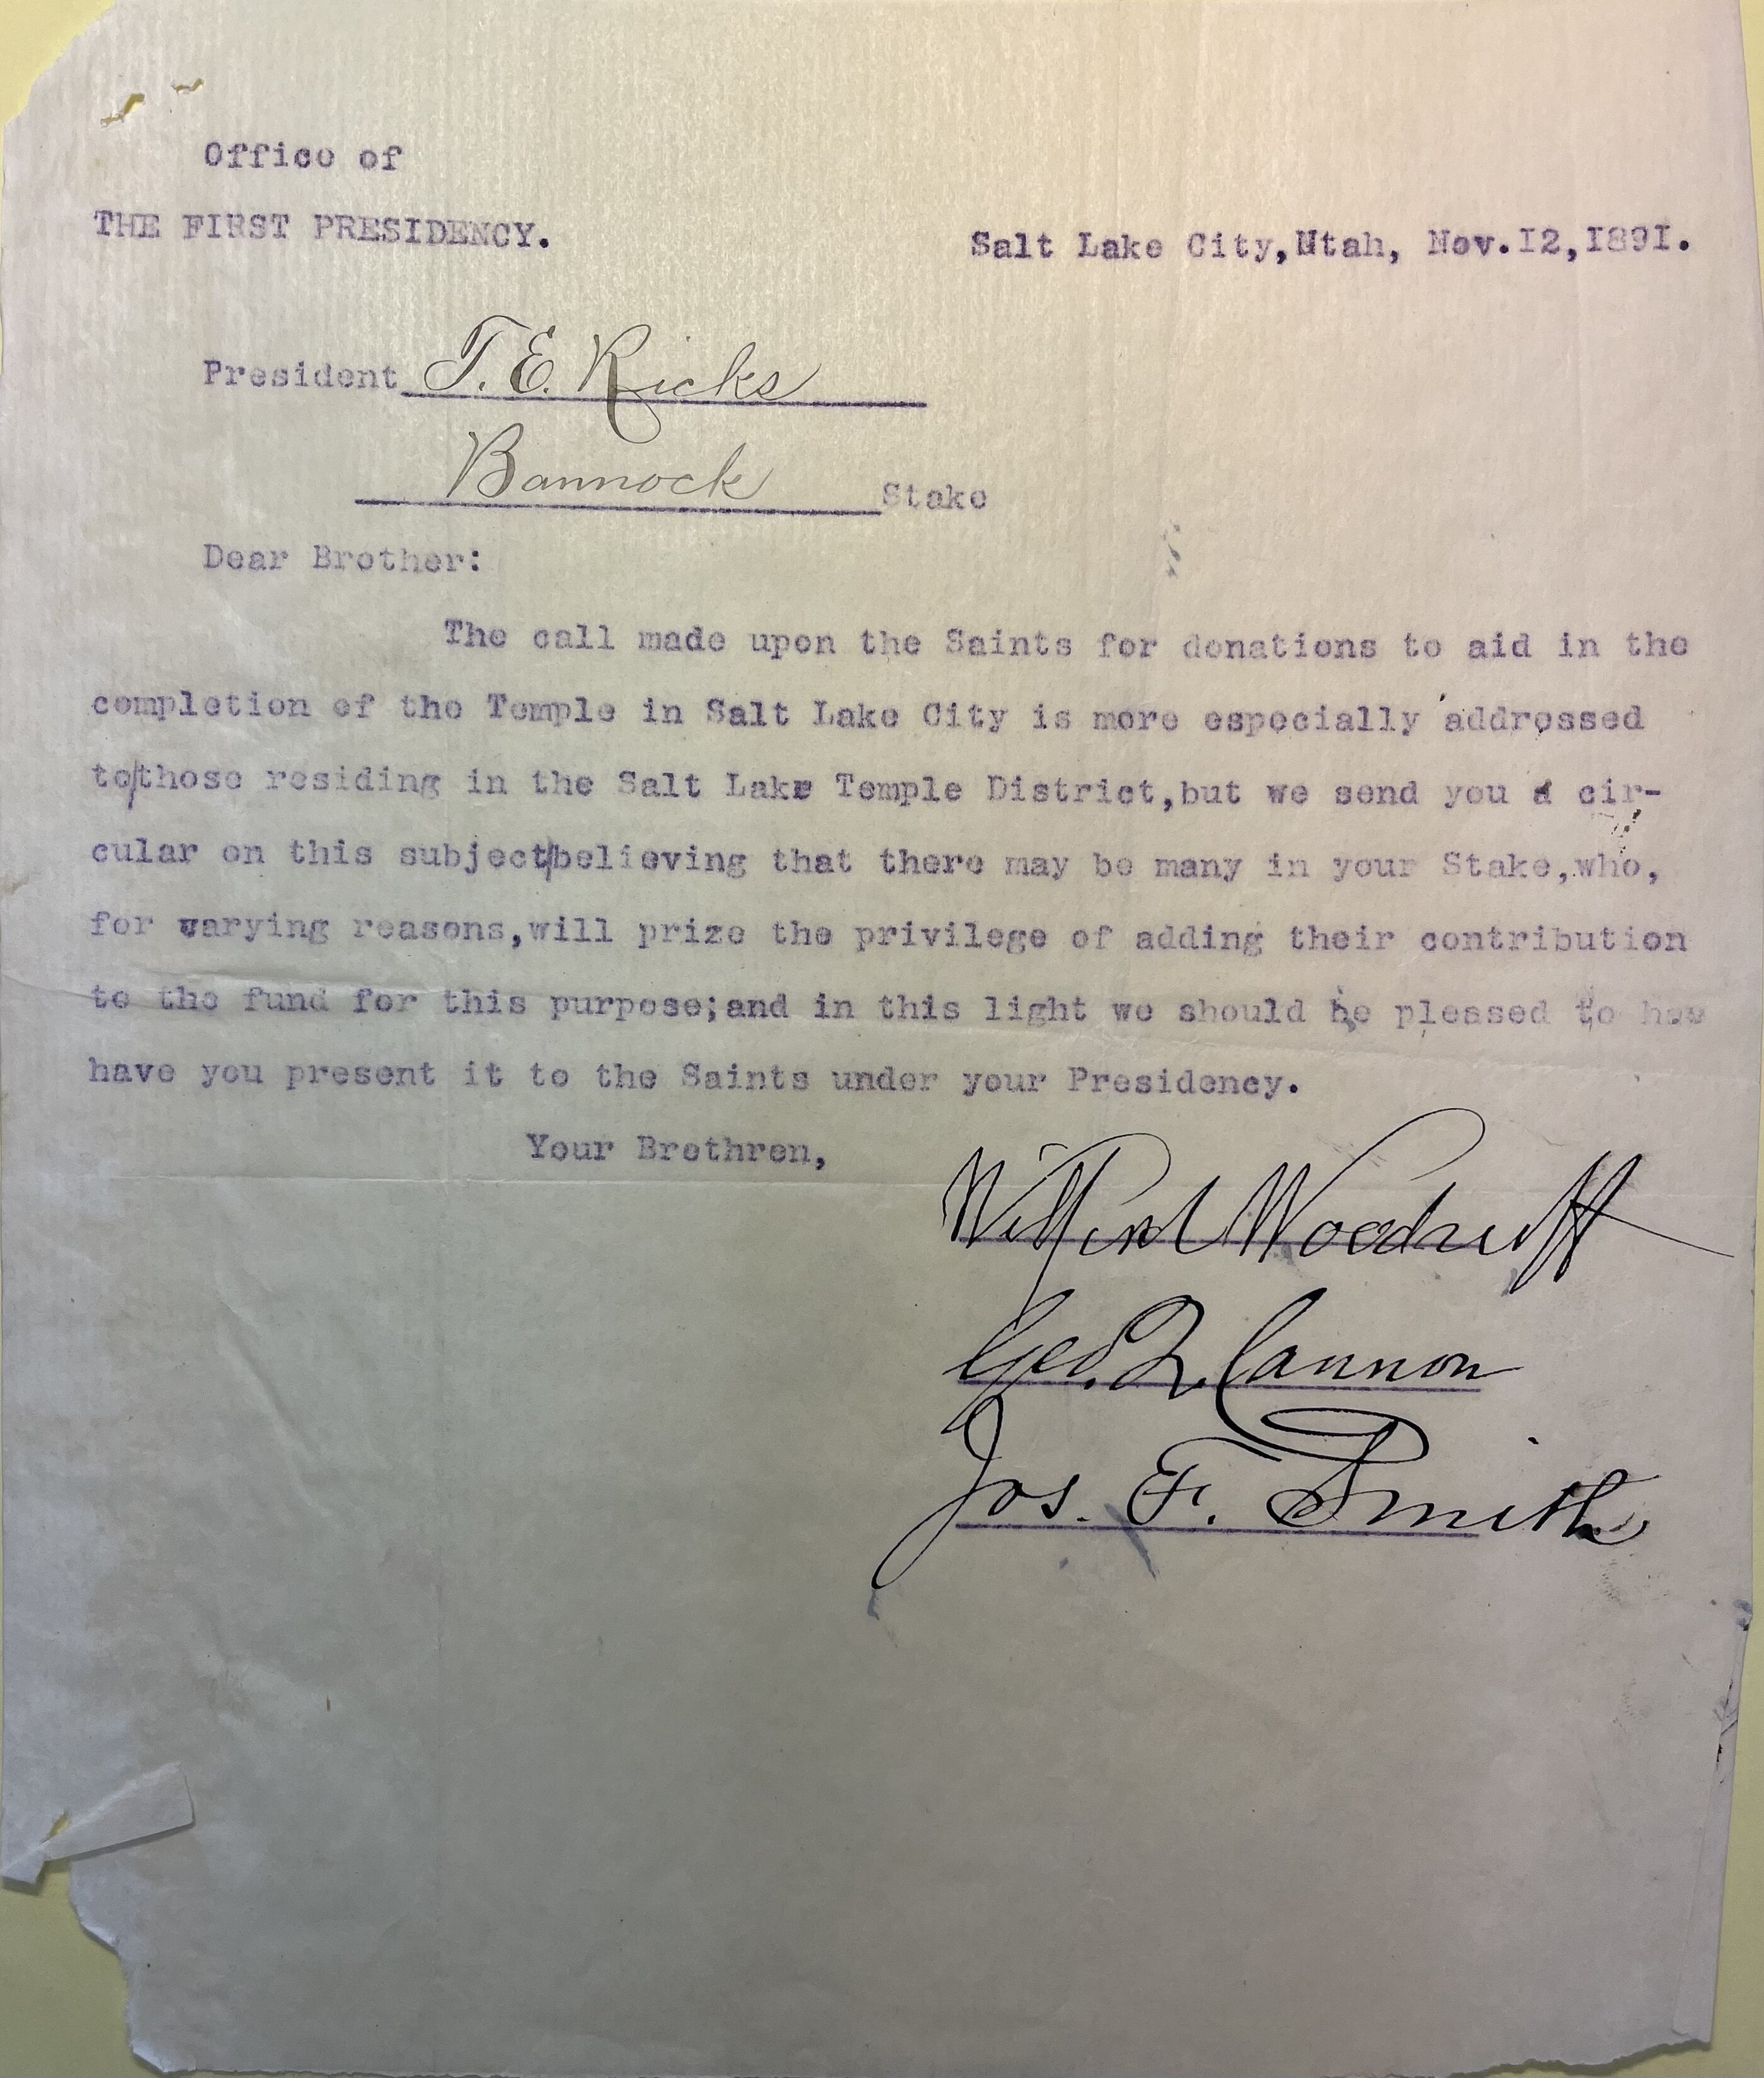 Office of
THE FIRST PRESIDENCY.
Salt Lake City,Utah, Nov.12,1891.
President T. E. Ricks
Bannock Stake
Dear Brother:
The call made upon the Saints for donations to aid in the
completion of the Temple in Salt Lake City is more especially addressed
to/those residing in the Salt Lake Temple District,but we send you a cir-
cular on this subject/believing that there may be many in your Stake,who,
for varying reasons,will prize the privilege of adding their contribution
to the fund for this purpose;and in this light we should be pleased to hav
have you present it to the Saints under your Presidency.
Your Brethren,
Wilford Woodruff
Geo. Q. Cannon
Jos. F. Smith